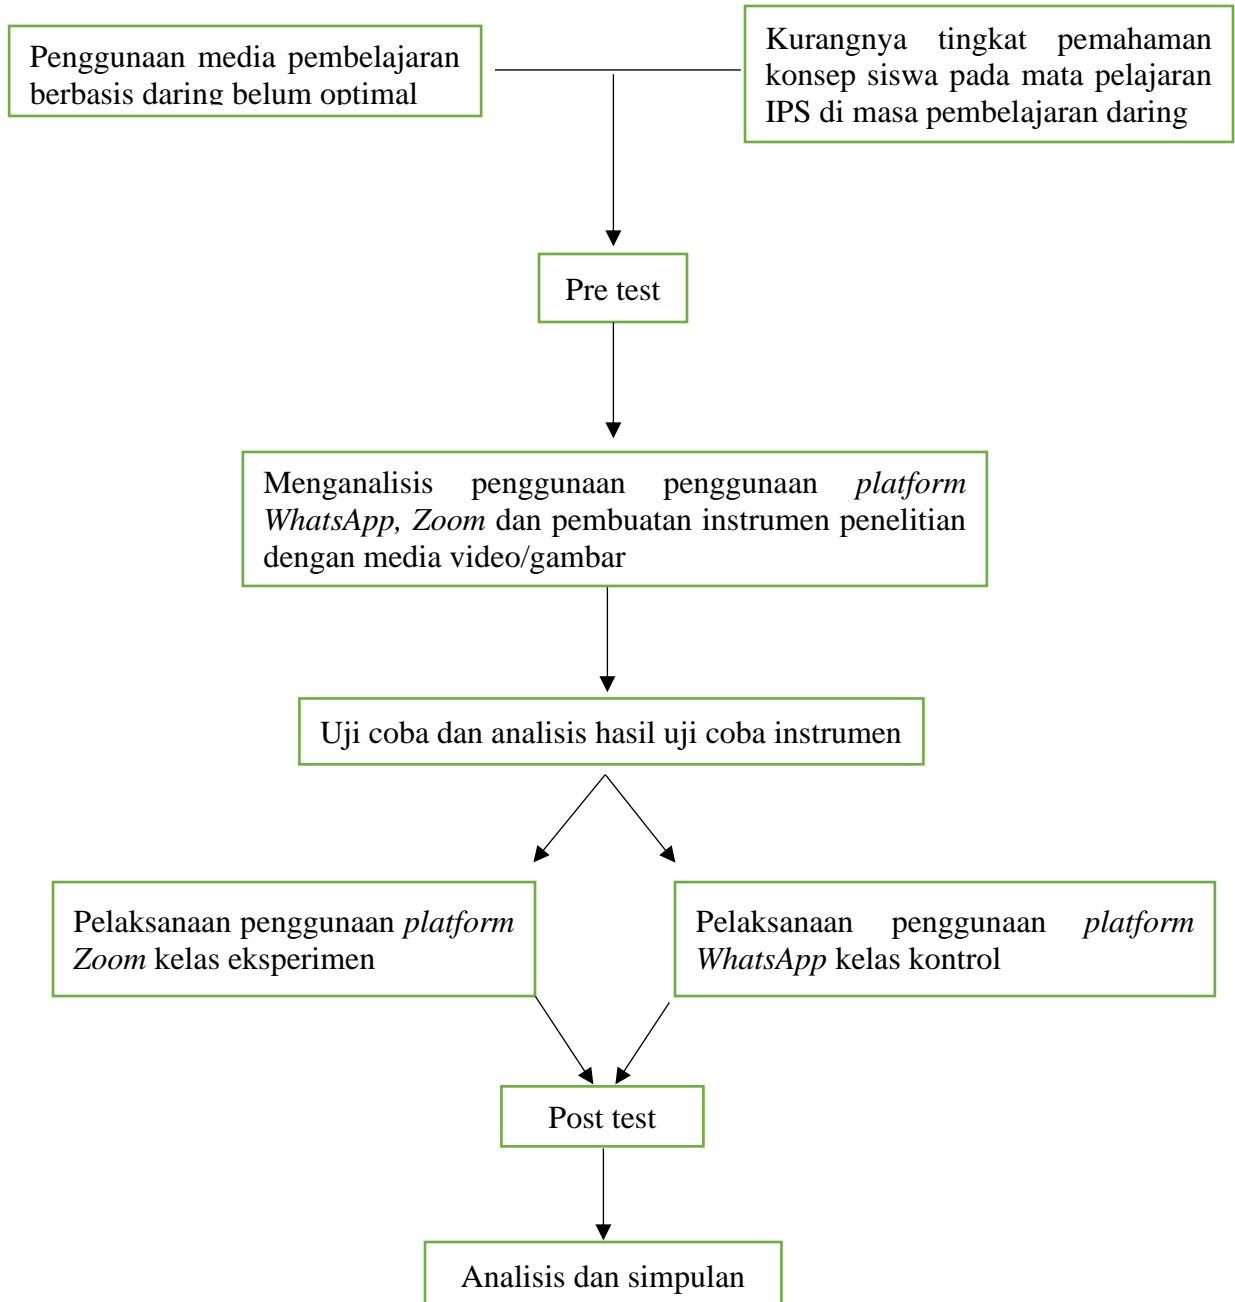 Penggunaan media pembelajaran
berbasis daring belum optimal
Kurangnya tingkat pemahaman
konsep siswa pada mata pelajaran
IPS di masa pembelajaran daring
Pre test
Menganalisis penggunaan penggunaan platform
WhatsApp, Zoom dan pembuatan instrumen penelitian
dengan media video/gambar
Uji coba dan analisis hasil uji coba instrumen
Pelaksanaan penggunaan platform
Zoom kelas eksperimen
Pelaksanaan penggunaan platform
WhatsApp kelas kontrol
Post test
Analisis dan simpulan